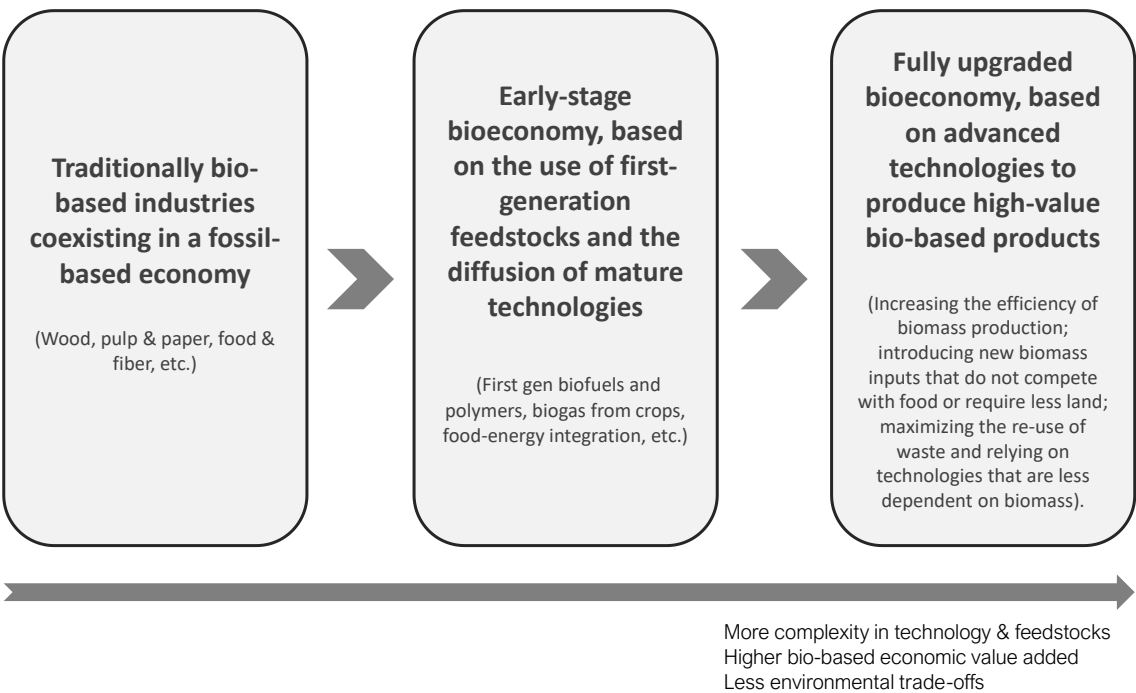 Traditionally bio-
based industries
coexisting in a fossil-
based economy
(Wood, pulp & paper, food &
fiber, etc.)
Early-stage
bioeconomy, based
on the use of first-
generation
feedstocks and the
diffusion of mature
technologies
(First gen biofuels and
polymers, biogas from crops,
food-energy integration, etc.)
Fully upgraded
bioeconomy, based
on advanced
technologies to
produce high-value
bio-based products
(Increasing the efficiency of
biomass production;
introducing new biomass
inputs that do not compete
with food or require less land;
maximizing the re-use of
waste and relying on
technologies that are less
dependent on biomass).
More complexity in technology & feedstocks
Higher bio-based economic value added
Less environmental trade-offs